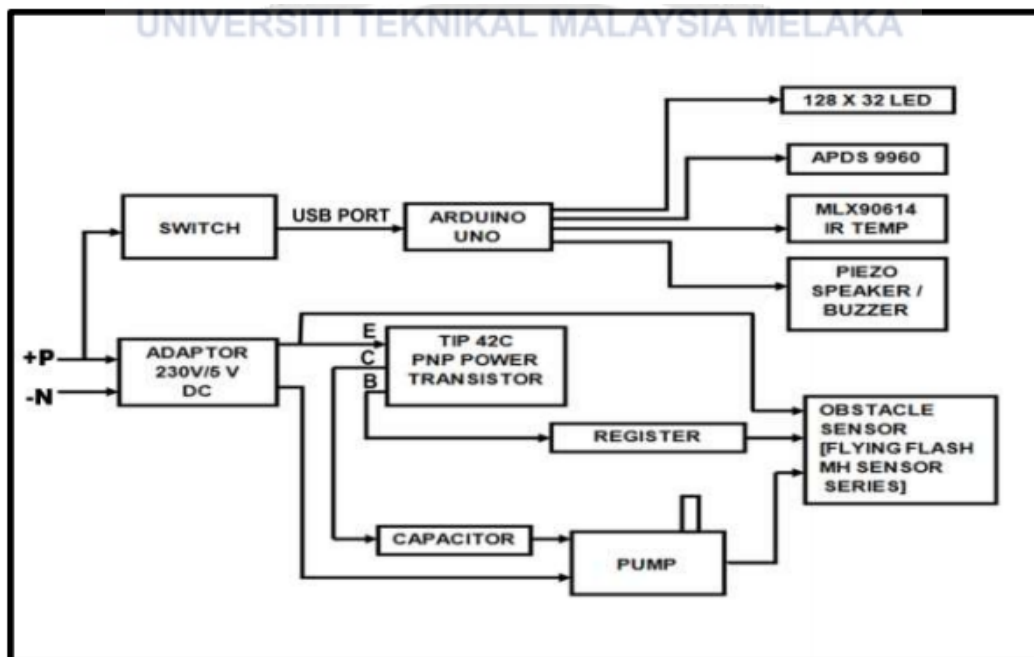 UNIVERSITI TEKNIKAL MALAYSIA MELAKA
128 X 32 LED
APDS 9960
SWITCH
USB PORT
ARDUINO
UNO
MLX90614
IR TEMP
PIEZO
SPEAKER /
BUZZER
+P
-N
ADAPTOR
230V/5 V
DC
E
C
B
TIP 42C
PNP POWER
TRANSISTOR
REGISTER
OBSTACLE
SENSOR
[FLYING FLASH
MH SENSOR
SERIES]
CAPACITOR
PUMP